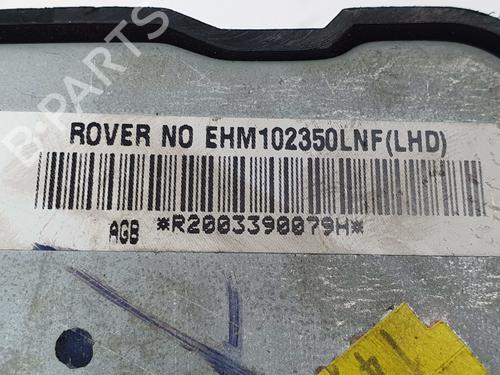 B-PARTS
ROVER NO EHM102350LNF(LHD)
AGB *R2003390079H*